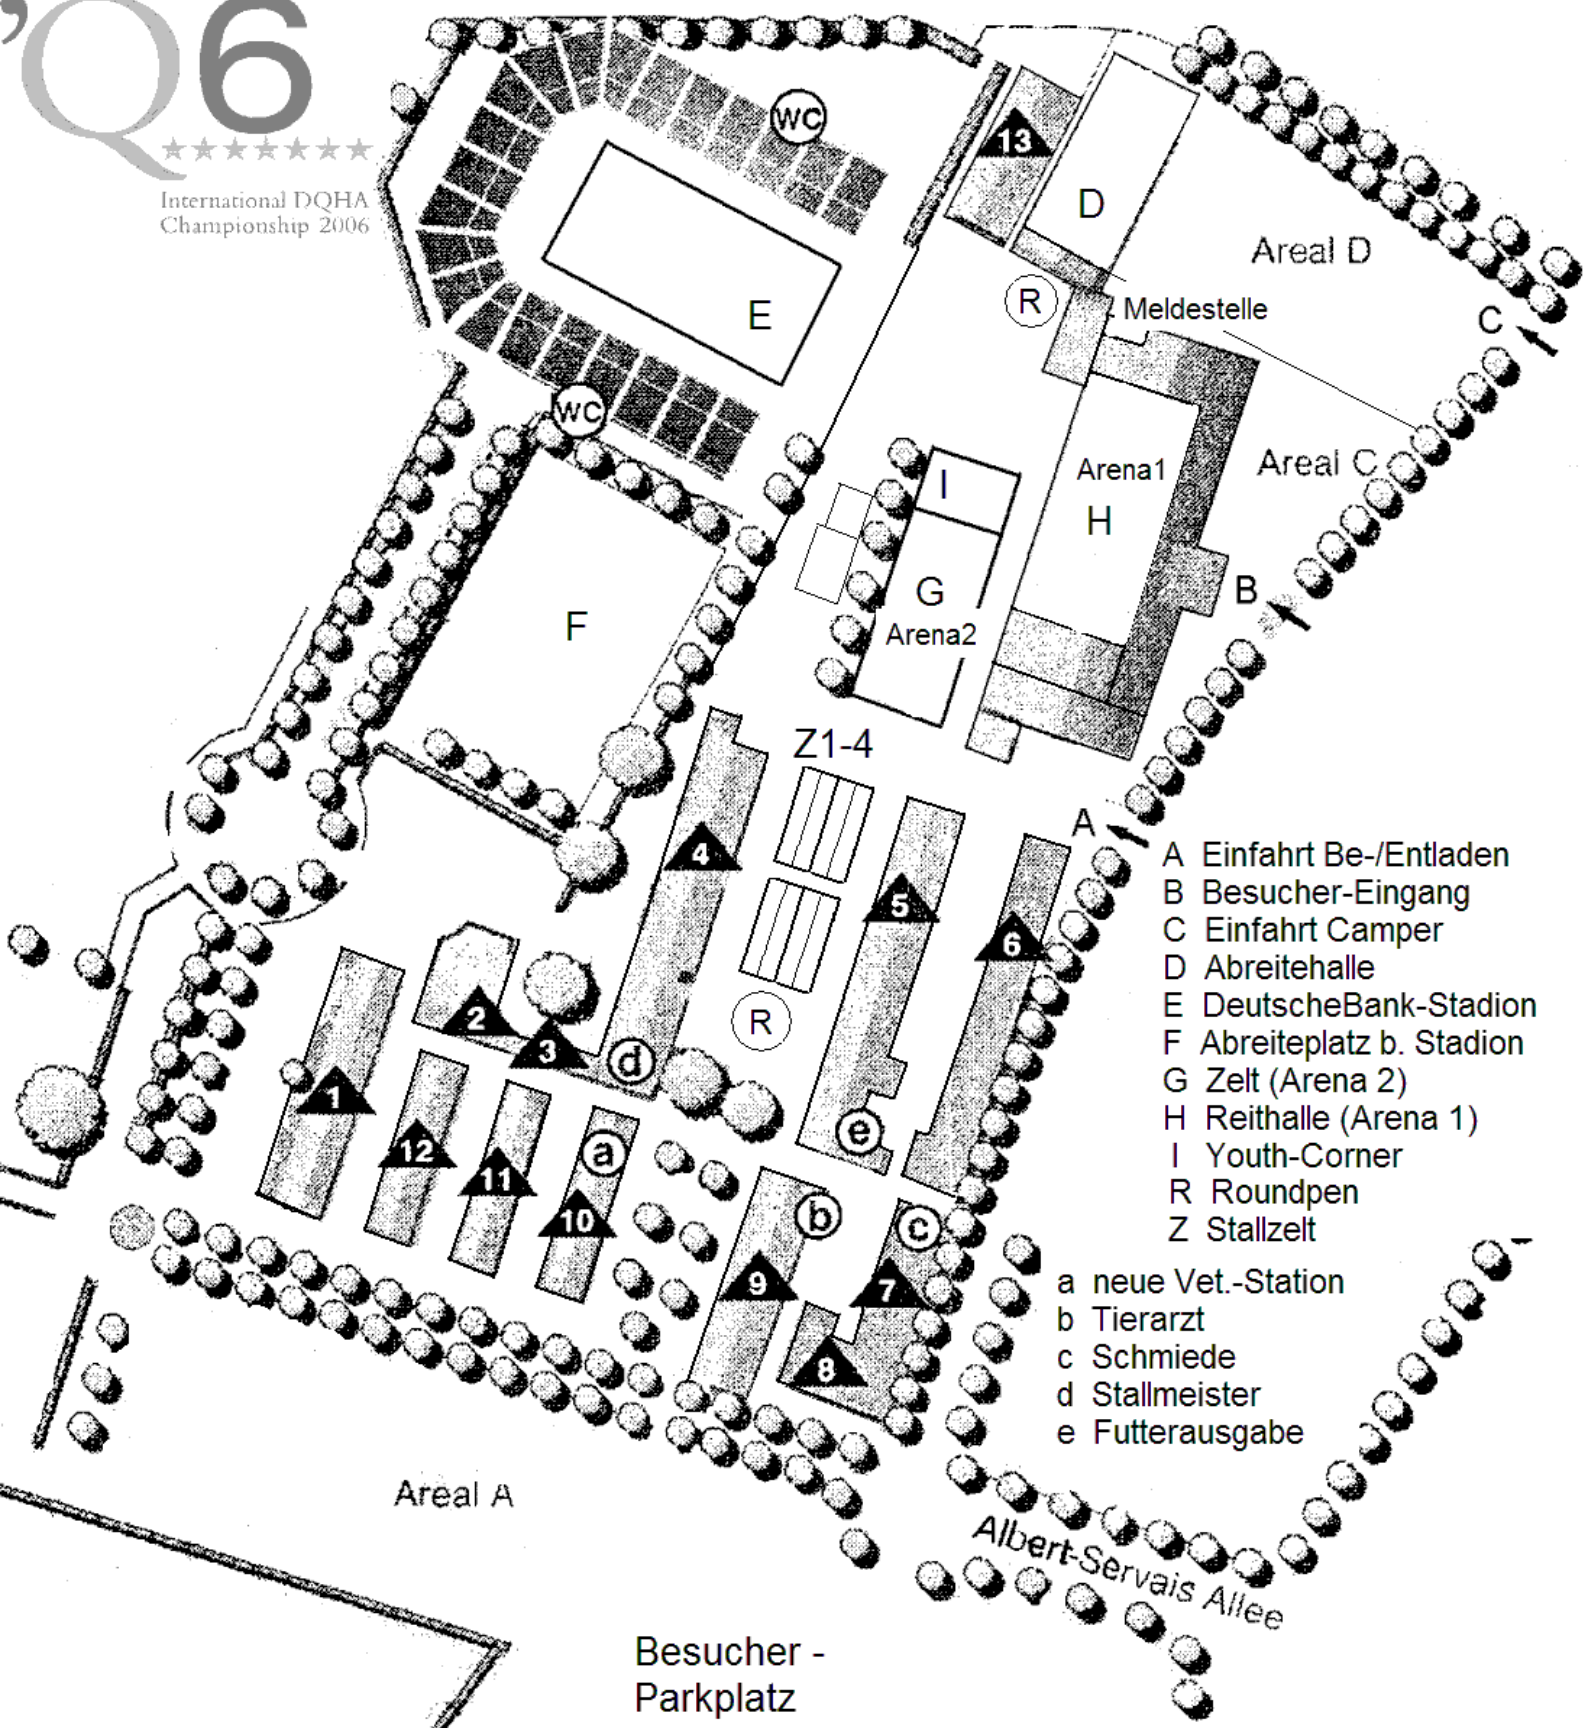 ’Q6
International DQHA
Championship 2006
WC
13
D
Areal D
R
Meldestelle
C
E
WC
Arena1
H
Areal C
I
G
Arena2
B
F
Z1-4
A
4
5
6
2
3
d
R
1
12
11
a
10
e
b
c
9
7
8
A Einfahrt Be-/Entladen
B Besucher-Eingang
C Einfahrt Camper
D Abreitehalle
E DeutscheBank-Stadion
F Abreiteplatz b. Stadion
G Zelt (Arena 2)
H Reithalle (Arena 1)
I Youth-Corner
R Roundpen
Z Stallzelt
a neue Vet.-Station
b Tierarzt
c Schmiede
d Stallmeister
e Futterausgabe
Areal A
Albert-Servais Allee
Besucher -
Parkplatz